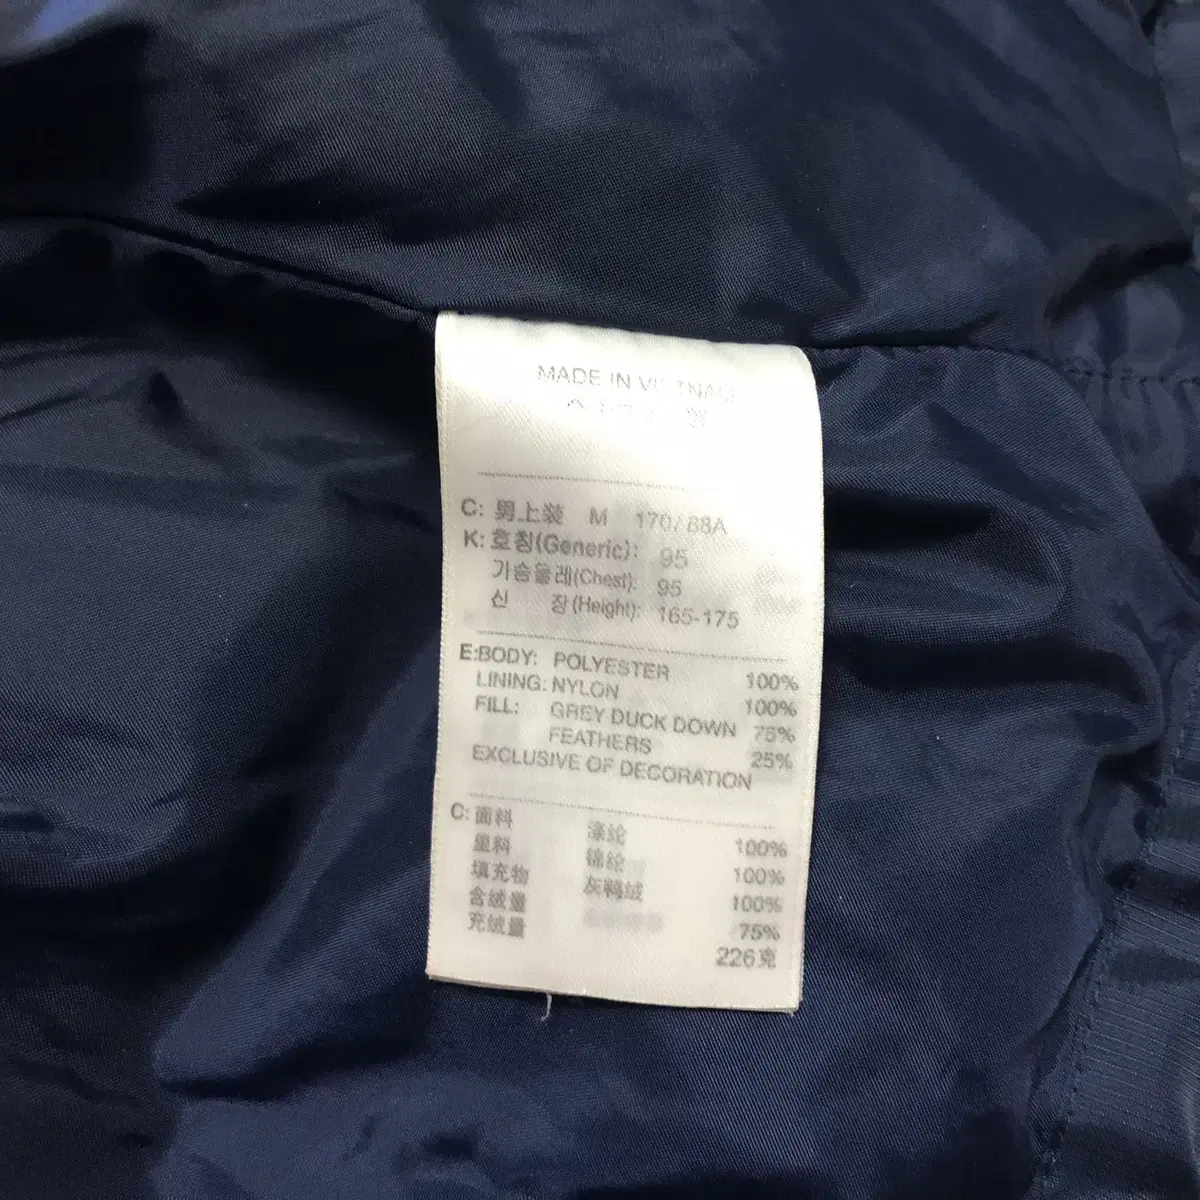 MADE IN VIETNAM
C: 男上装 M 170/88A
K: 호칭(Generic): 95
가슴둘레(Chest): 95
신 장(Height): 165-175
E:BODY: POLYESTER 100%
LINING: NYLON 100%
FILL: GREY DUCK DOWN 75%
FEATHERS 25%
EXCLUSIVE OF DECORATION
C: 面料 涤纶 100%
里料 锦纶 100%
填充物 灰鸭绒 100%
含绒量 75%
充绒量 226克